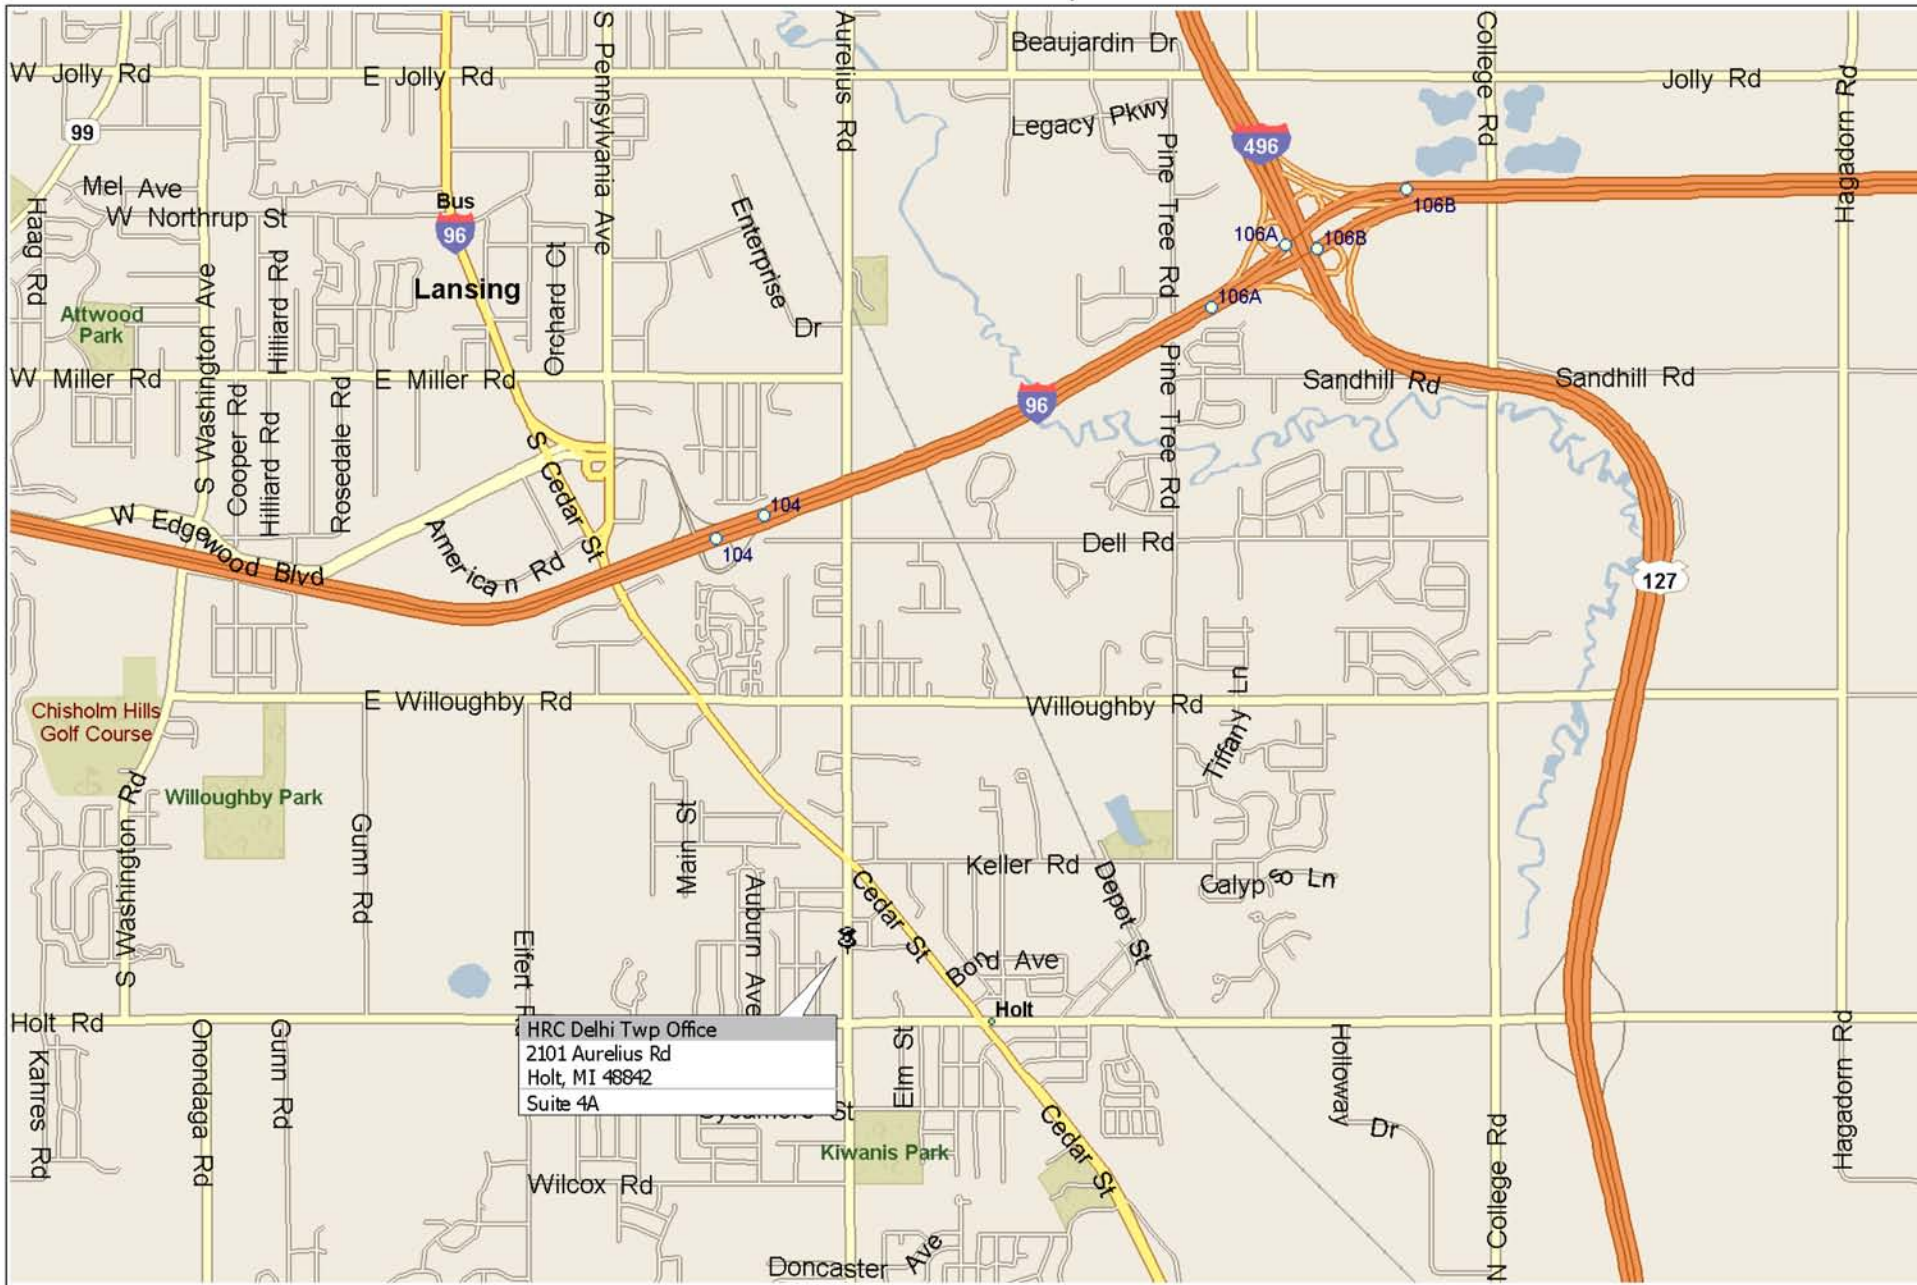 Beaujardin Dr
W Jolly Rd
E Jolly Rd
S Pennsylvania Ave
Aurelius Rd
College Rd
Jolly Rd
Hagadorn Rd
99
Legacy Pkwy
496
Pine Tree Rd
Mel Ave
W Northrup St
Haag Rd
Bus
96
106B
106A
106B
Lansing
Hilliard Rd
Orchard Ct
Enterprise Dr
106A
Attwood
Park
S Washington Ave
W Miller Rd
E Miller Rd
Pine Tree Rd
Sandhill Rd
Sandhill Rd
96
Cooper Rd
Hilliard Rd
Rosedale Rd
S Cedar St
W Edgewood Blvd
American Rd
104
104
Dell Rd
127
E Willoughby Rd
Willoughby Rd
Tiffany Ln
Chisholm Hills
Golf Course
Willoughby Park
S Washington Rd
Gunn Rd
Main St
Auburn Ave
Keller Rd
Depot St
Calypso Ln
Cedar St
Eifert Rd
Bond Ave
Holt
Holt Rd
HRC Delhi Twp Office
2101 Aurelius Rd
Holt, MI 48842
Suite 4A
Kahres Rd
Onondaga Rd
Gunn Rd
Elm St
Holloway Dr
Hagadorn Rd
Sycamore St
Kiwanis Park
Cedar St
Wilcox Rd
N College Rd
Doncaster Ave